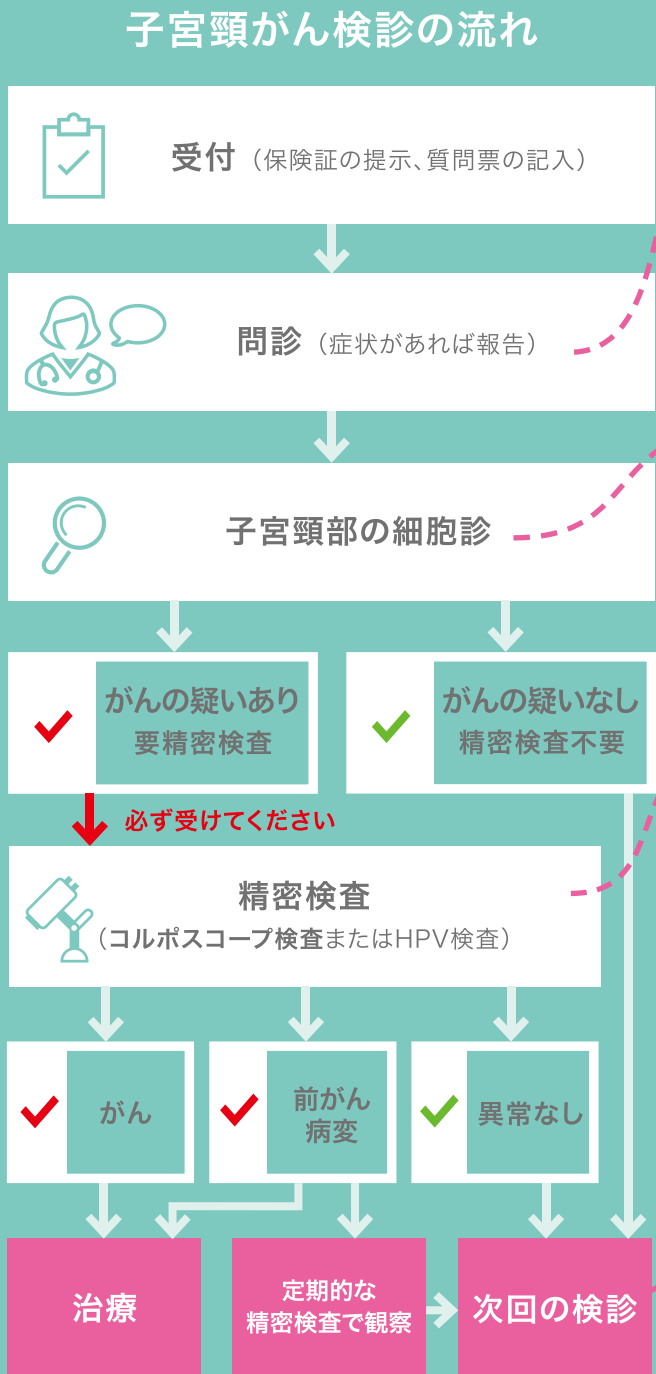 子宮頸がん検診の流れ
受付（保険証の提示、質問票の記入）
問診（症状があれば報告）
子宮頸部の細胞診
がんの疑いあり
要精密検査
がんの疑いなし
精密検査不要
必ず受けてください
精密検査
（コルポスコープ検査またはHPV検査）
がん
前がん
病変
異常なし
治療
定期的な
精密検査で観察
次回の検診